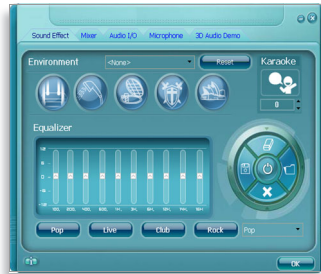 Sound Effect Mixer Audio I/O Microphone 3D Audio Demo
Environment <None> Reset Karaoke
0
Equalizer
Pop Live Club Rock Pop
OK